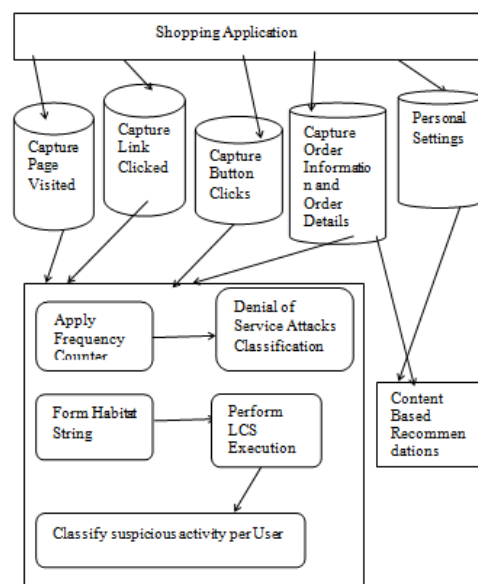 Shopping Application
Capture
Page
Visited
Capture
Link
Clicked
Capture
Button
Clicks
Capture
Order
Informatio
n and
Order
Details
Personal
Settings
Apply
Frequency
Counter
Denial of
Service Attacks
Classification
Form Habitat
String
Perform
LCS
Execution
Content
Based
Recommen
dations
Classify suspicious activity per User